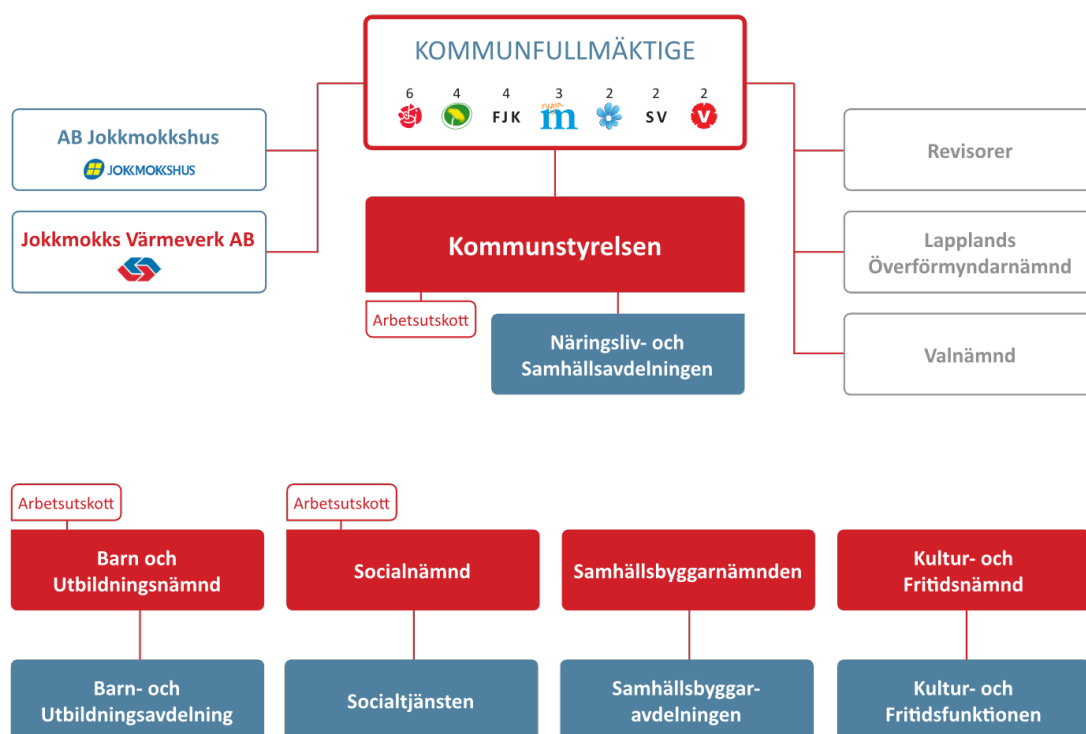 KOMMUNFULLMÄKTIGE
6 4 4 3 2 2 2
FJK nya m SV V
AB Jokkmokkshus
JOKKMOKKSHUS
Jokkmokks Värmeverk AB
Revisorer
Lapplands
Överförmyndarnämnd
Valnämnd
Kommunstyrelsen
Arbetsutskott
Näringsliv- och
Samhällsavdelningen
Arbetsutskott
Barn och
Utbildningsnämnd
Arbetsutskott
Socialnämnd
Samhällsbyggarnämnden
Kultur- och
Fritidsnämnd
Barn- och
Utbildningsavdelning
Socialtjänsten
Samhällsbyggar-
avdelningen
Kultur- och
Fritidsfunktionen